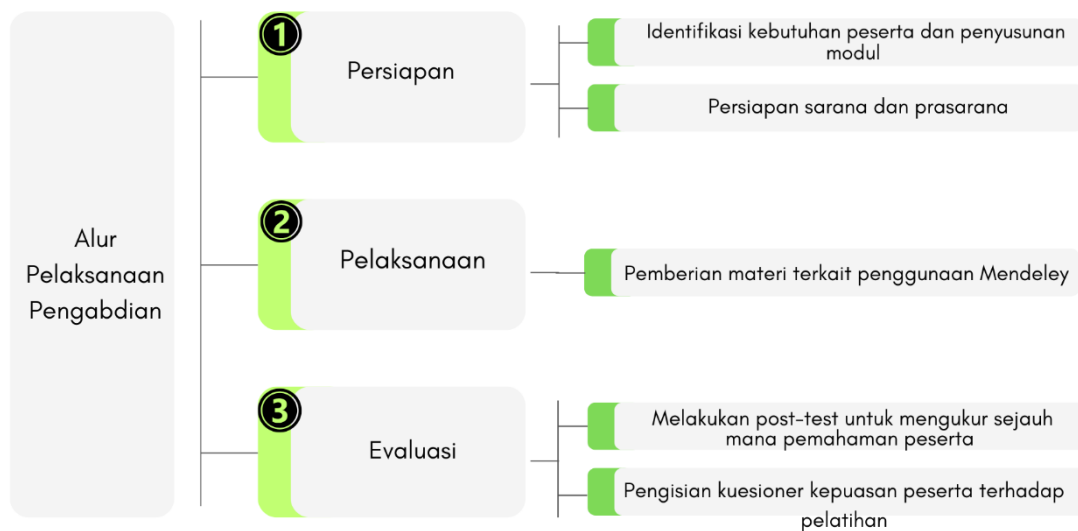 Alur
Pelaksanaan
Pengabdian
1
Persiapan
Identifikasi kebutuhan peserta dan penyusunan
modul
Persiapan sarana dan prasarana
2
Pelaksanaan
Pemberian materi terkait penggunaan Mendeley
3
Evaluasi
Melakukan post-test untuk mengukur sejauh
mana pemahaman peserta
Pengisian kuesioner kepuasan peserta terhadap
pelatihan